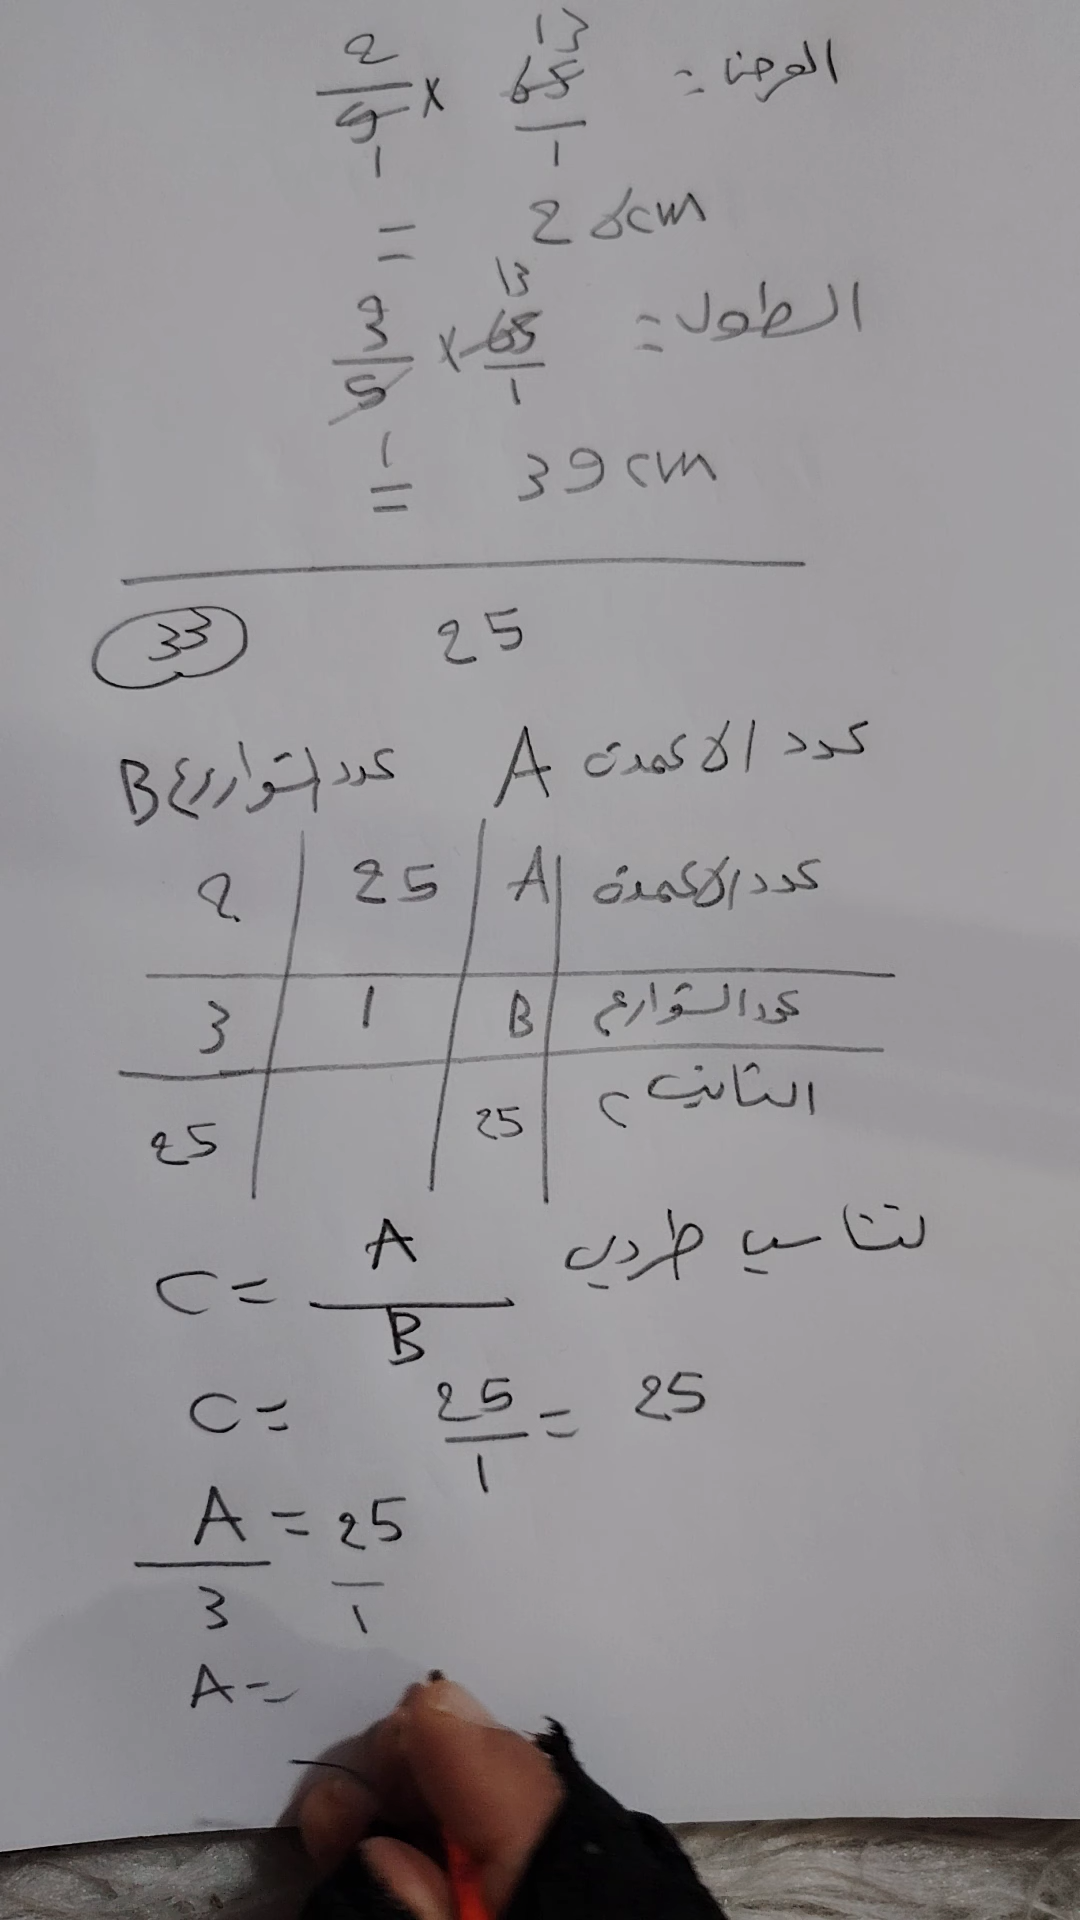 العرض = 65/1 × 2/5
13
1
= 26cm
الطول = 65/1 × 3/5
13
1
= 39cm
33 25
عدد الاعمدة A عدد الشوارع B
عدد الاعمدة A 25 ?
عدد الشوارع B 1 3
الثابت C 25 25
تناسب طردي
C = A/B
C = 25/1 = 25
A/3 = 25/1
A =